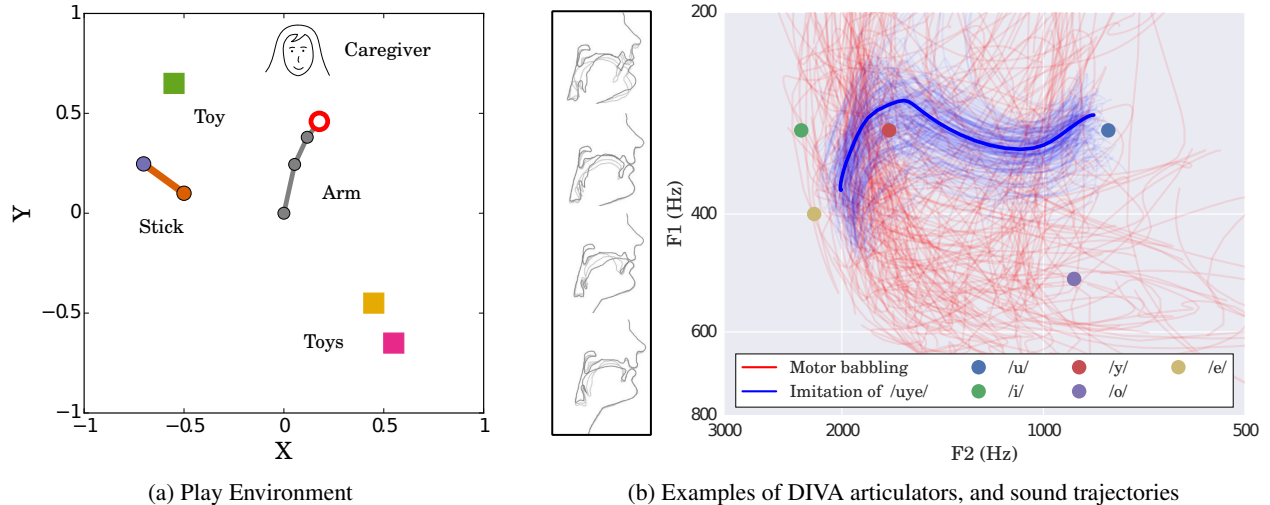 1
0.5
0
−0.5
−1
Y
−1
−0.5
0
0.5
1
X
Caregiver
Toy
Arm
Stick
Toys
(a) Play Environment
200
400
600
800
F1 (Hz)
3000
2000
1000
500
F2 (Hz)
Motor babbling
Imitation of /uye/
/u/
/y/
/e/
/i/
/o/
(b) Examples of DIVA articulators, and sound trajectories